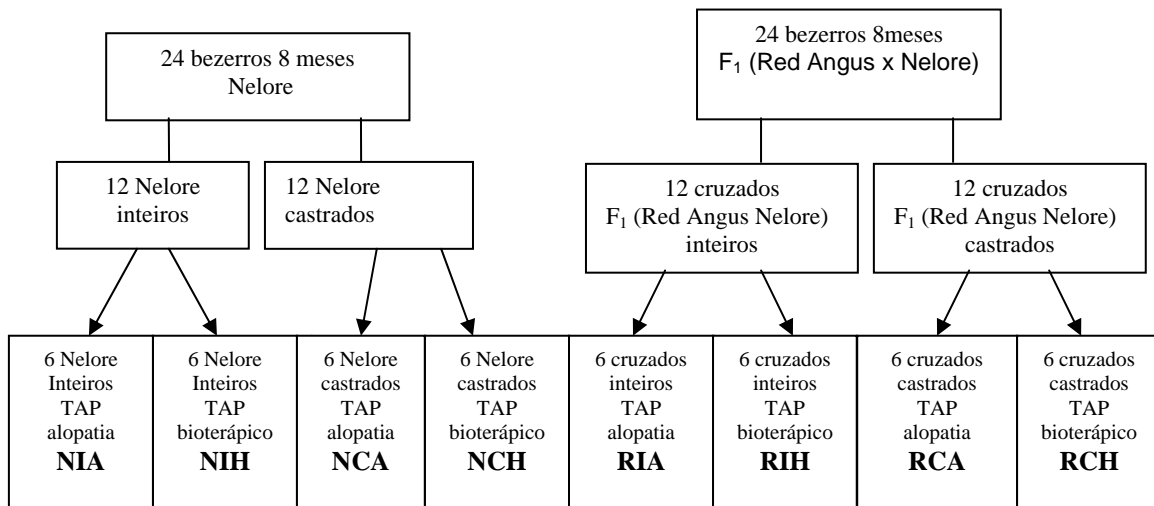 24 bezerros 8 meses
Nelore
24 bezerros 8meses
F₁ (Red Angus x Nelore)
12 Nelore
inteiros
12 Nelore
castrados
12 cruzados
F₁ (Red Angus Nelore)
inteiros
12 cruzados
F₁ (Red Angus Nelore)
castrados
6 Nelore
Inteiros
TAP
alopatia
NIA
6 Nelore
Inteiros
TAP
bioterápico
NIH
6 Nelore
castrados
TAP
alopatia
NCA
6 Nelore
castrados
TAP
bioterápico
NCH
6 cruzados
inteiros
TAP
alopatia
RIA
6 cruzados
inteiros
TAP
bioterápico
RIH
6 cruzados
castrados
TAP
alopatia
RCA
6 cruzados
castrados
TAP
bioterápico
RCH